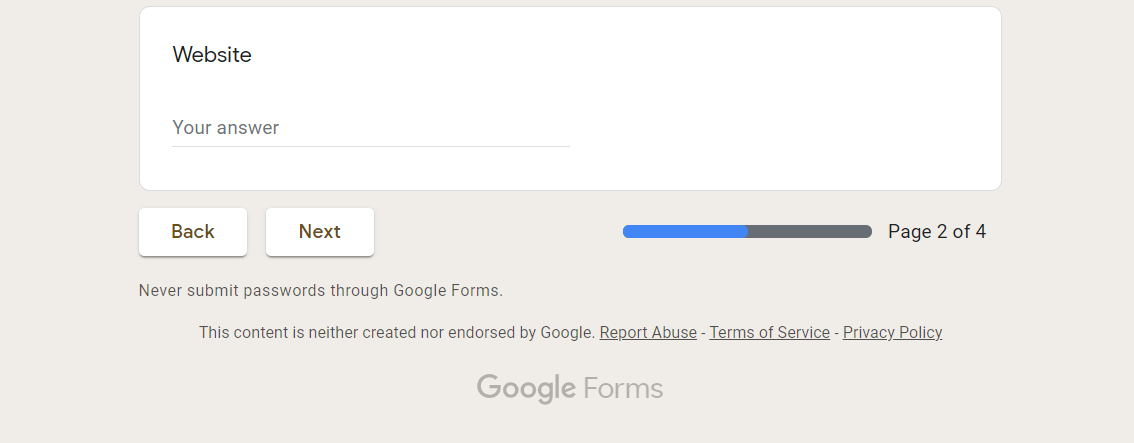 Website
Your answer
Back Next Page 2 of 4
Never submit passwords through Google Forms.
This content is neither created nor endorsed by Google. Report Abuse - Terms of Service - Privacy Policy
Google Forms